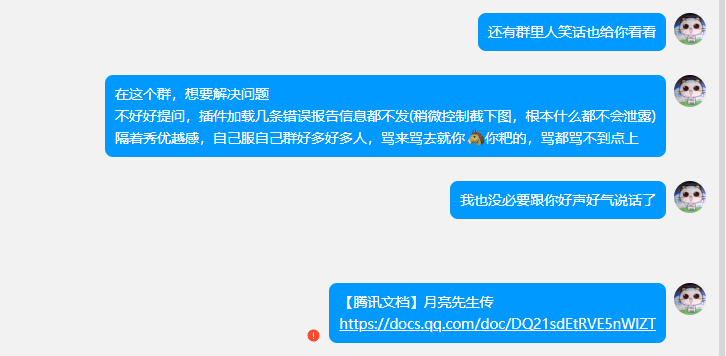 还有群里人笑话也给你看看
在这个群，想要解决问题
不好好提问，插件加载几条错误报告信息都不发(稍微控制截下图，根本什么都不会泄露)
隔着秀优越感，自己服自己群好多好多人，骂来骂去就你🐴你粑的，骂都骂不到点上
我也没必要跟你好声好气说话了
【腾讯文档】月亮先生传
https://docs.qq.com/doc/DQ21sdEtRVE5nWlZT